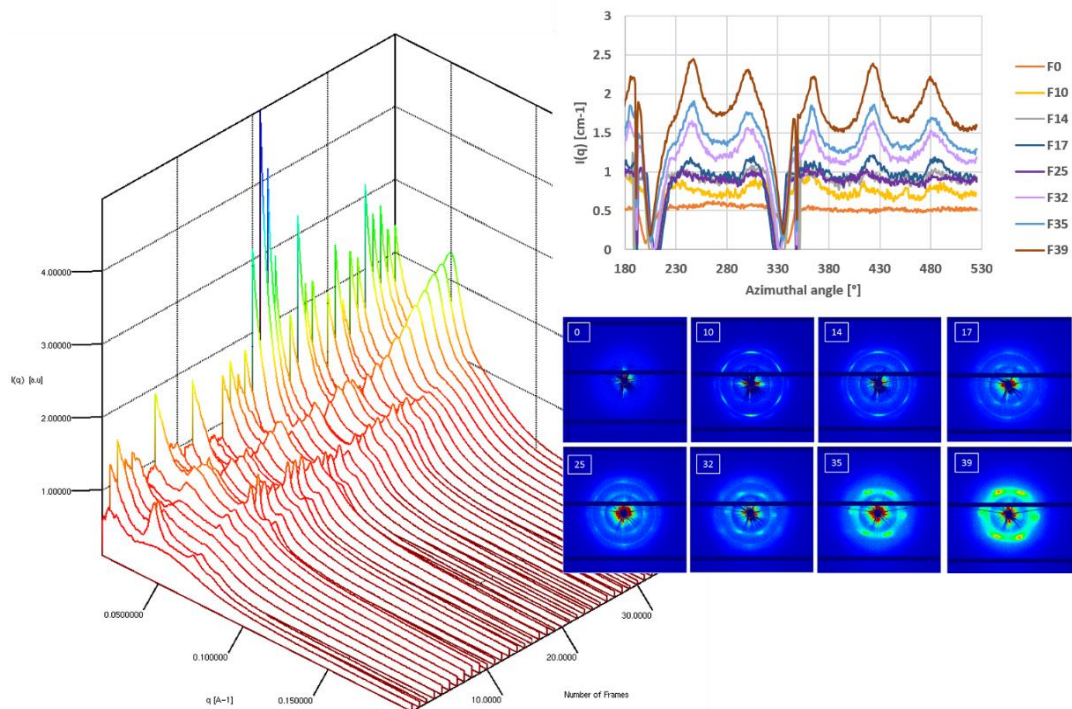 4.00000
3.00000
2.00000
1.00000
I(q) [a.u]
0.0500000
0.100000
0.150000
q [A-1]
10.0000
20.0000
30.0000
Number of Frames
3
2.5
2
1.5
1
0.5
0
I(q) [cm-1]
180 230 280 330 380 430 480 530
Azimuthal angle [°]
F0
F10
F14
F17
F25
F32
F35
F39
0 10 14 17
25 32 35 39